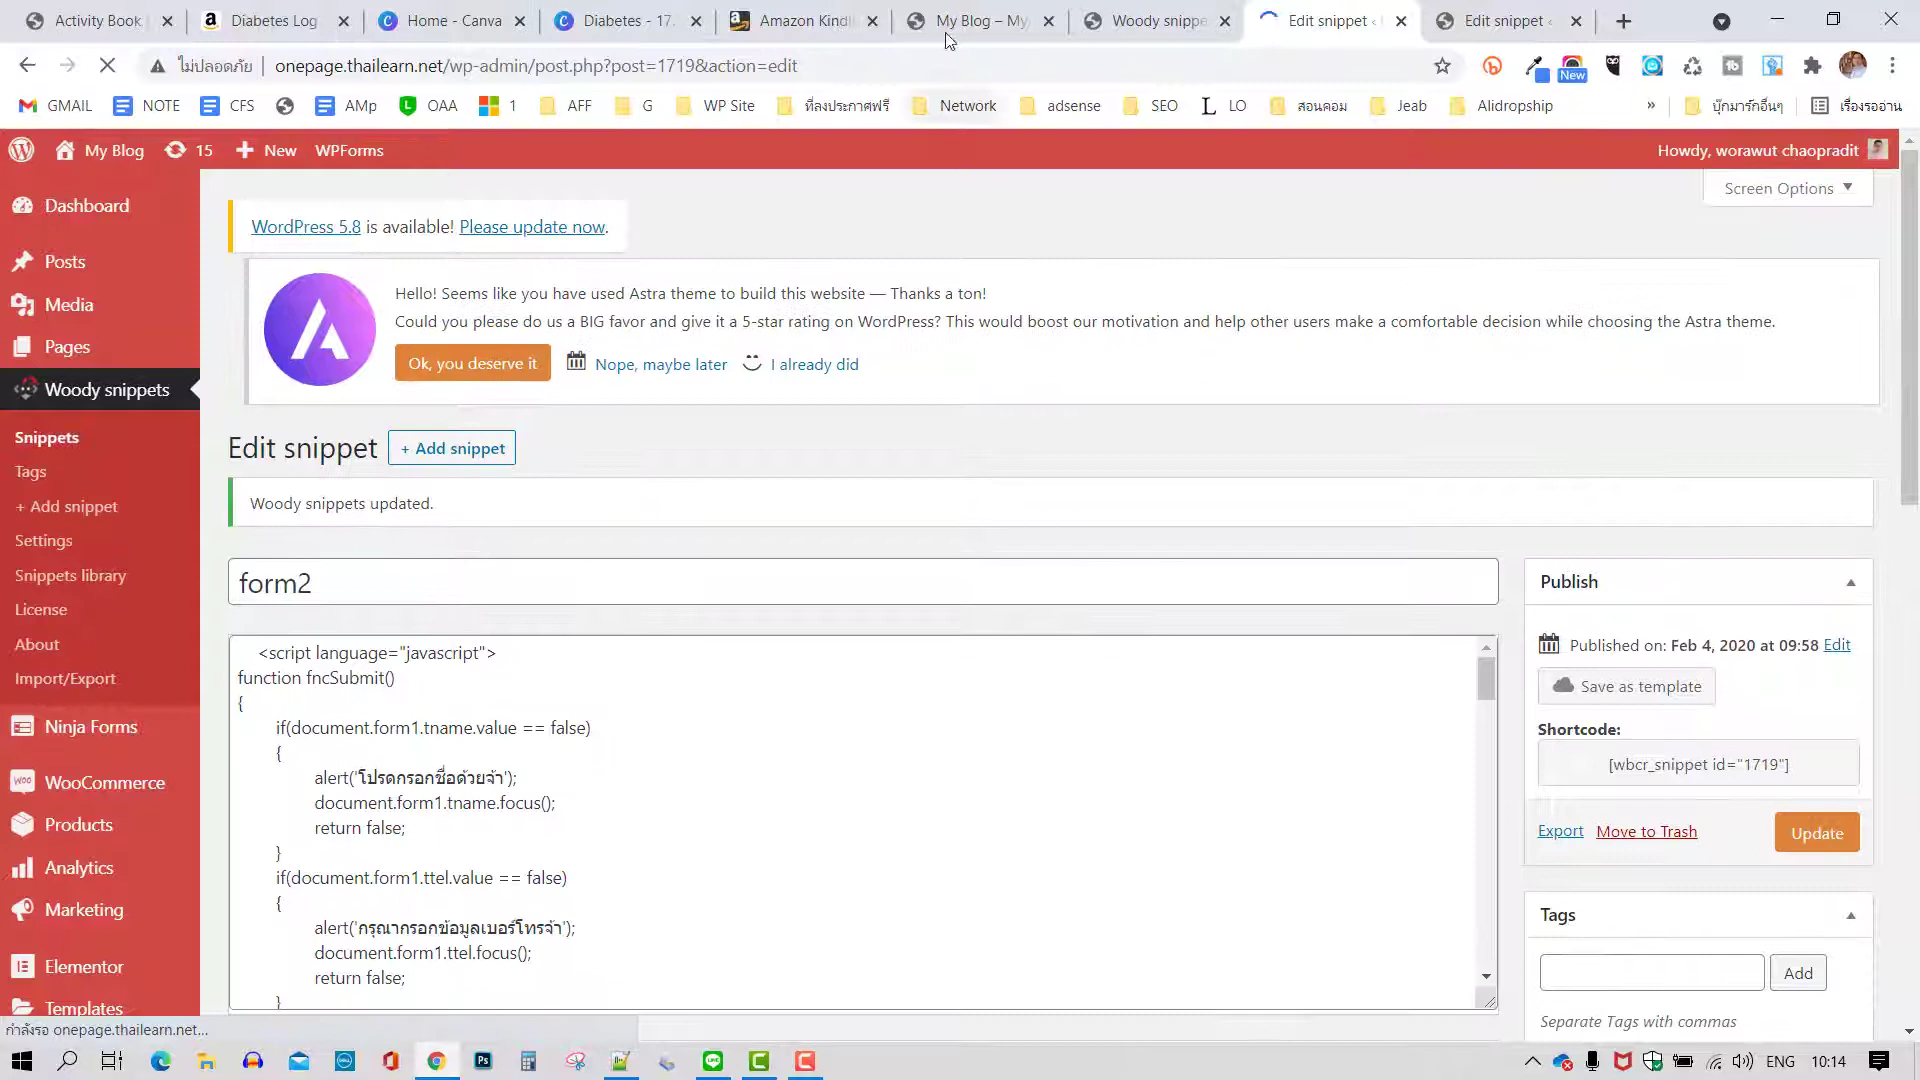 Activity Book
Diabetes Log
Home - Canva
Diabetes - 17.
Amazon Kindl
My Blog – My
Woody snippe
Edit snippet ‹
Edit snippet ‹
ไม่ปลอดภัย
onepage.thailearn.net/wp-admin/post.php?post=1719&action=edit
New
GMAIL
NOTE
CFS
AMp
OAA
1
AFF
G
WP Site
ที่ลงประกาศฟรี
Network
adsense
SEO
LO
สอนคอม
Jeab
Alidropship
»
บุ๊กมาร์กอื่นๆ
เรื่องรออ่าน
My Blog
15
New
WPForms
Howdy, worawut chaopradit
Screen Options
Dashboard
Posts
Media
Pages
Woody snippets
Snippets
Tags
+ Add snippet
Settings
Snippets library
License
About
Import/Export
Ninja Forms
WooCommerce
Products
Analytics
Marketing
Elementor
Templates
WordPress 5.8 is available! Please update now.
Hello! Seems like you have used Astra theme to build this website — Thanks a ton!
Could you please do us a BIG favor and give it a 5-star rating on WordPress? This would boost our motivation and help other users make a comfortable decision while choosing the Astra theme.
Ok, you deserve it
Nope, maybe later
I already did
Edit snippet
+ Add snippet
Woody snippets updated.
form2
<script language="javascript">
function fncSubmit()
{
if(document.form1.tname.value == false)
{
alert('โปรดกรอกชื่อด้วยจ้า');
document.form1.tname.focus();
return false;
}
if(document.form1.ttel.value == false)
{
alert('กรุณากรอกข้อมูลเบอร์โทรจ้า');
document.form1.ttel.focus();
return false;
}
Publish
Published on: Feb 4, 2020 at 09:58 Edit
Save as template
Shortcode:
[wbcr_snippet id="1719"]
Export
Move to Trash
Update
Tags
Add
Separate Tags with commas
กำลังรอ onepage.thailearn.net...
ENG
10:14